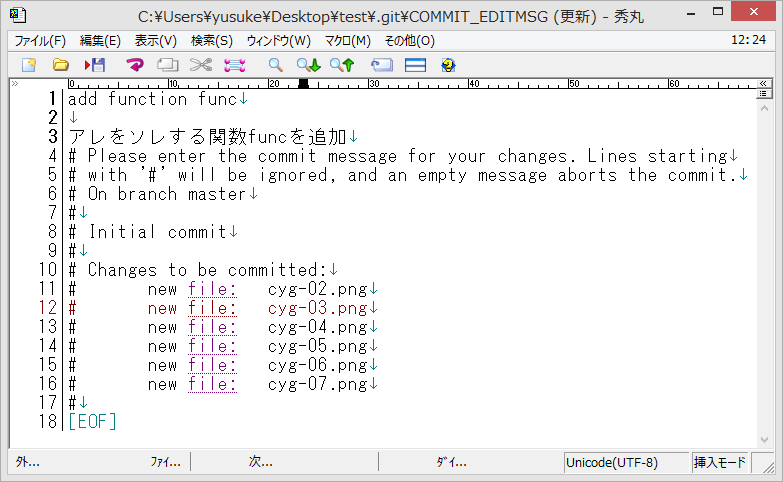 C:¥Users¥yusuke¥Desktop¥test¥.git¥COMMIT_EDITMSG (更新) - 秀丸
ファイル(F) 編集(E) 表示(V) 検索(S) ウィンドウ(W) マクロ(M) その他(O) 12:24
0 10 20 30 40 50 60
1 add function func↓
2 ↓
3 アレをソレする関数funcを追加↓
4 # Please enter the commit message for your changes. Lines starting↓
5 # with '#' will be ignored, and an empty message aborts the commit.↓
6 # On branch master↓
7 #↓
8 # Initial commit↓
9 #↓
10 # Changes to be committed:↓
11 #       new file:   cyg-02.png↓
12 #       new file:   cyg-03.png↓
13 #       new file:   cyg-04.png↓
14 #       new file:   cyg-05.png↓
15 #       new file:   cyg-06.png↓
16 #       new file:   cyg-07.png↓
17 #↓
18 [EOF]
外... ファイ... 次... ダイ... Unicode(UTF-8) 挿入モード